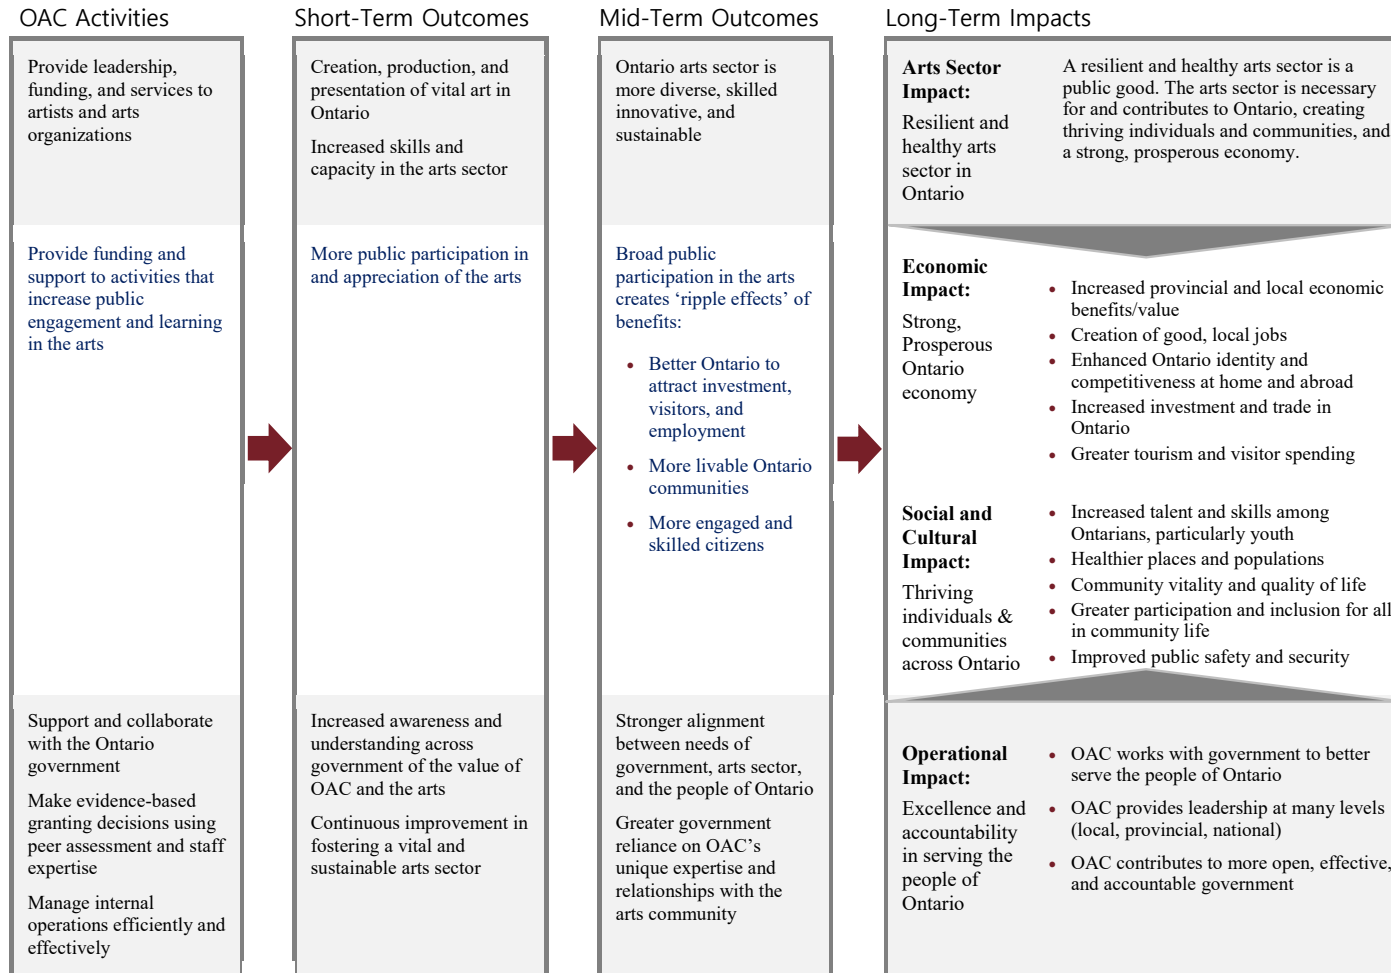 OAC Activities
Provide leadership,
funding, and services to
artists and arts
organizations
Provide funding and
support to activities that
increase public
engagement and learning
in the arts
Support and collaborate
with the Ontario
government
Make evidence-based
granting decisions using
peer assessment and staff
expertise
Manage internal
operations efficiently and
effectively
Short-Term Outcomes
Creation, production, and
presentation of vital art in
Ontario
Increased skills and
capacity in the arts sector
More public participation in
and appreciation of the arts
Increased awareness and
understanding across
government of the value of
OAC and the arts
Continuous improvement in
fostering a vital and
sustainable arts sector
Mid-Term Outcomes
Ontario arts sector is
more diverse, skilled
innovative, and
sustainable
Broad public
participation in the arts
creates ‘ripple effects’ of
benefits:
• Better Ontario to
attract investment,
visitors, and
employment
• More livable Ontario
communities
• More engaged and
skilled citizens
Stronger alignment
between needs of
government, arts sector,
and the people of Ontario
Greater government
reliance on OAC’s
unique expertise and
relationships with the
arts community
Long-Term Impacts
Arts Sector
Impact:
Resilient and
healthy arts
sector in
Ontario
A resilient and healthy arts sector is a
public good. The arts sector is necessary
for and contributes to Ontario, creating
thriving individuals and communities, and
a strong, prosperous economy.
Economic
Impact:
Strong,
Prosperous
Ontario
economy
• Increased provincial and local economic
benefits/value
• Creation of good, local jobs
• Enhanced Ontario identity and
competitiveness at home and abroad
• Increased investment and trade in
Ontario
• Greater tourism and visitor spending
Social and
Cultural
Impact:
Thriving
individuals &
communities
across Ontario
• Increased talent and skills among
Ontarians, particularly youth
• Healthier places and populations
• Community vitality and quality of life
• Greater participation and inclusion for all
in community life
• Improved public safety and security
Operational
Impact:
Excellence and
accountability
in serving the
people of
Ontario
• OAC works with government to better
serve the people of Ontario
• OAC provides leadership at many levels
(local, provincial, national)
• OAC contributes to more open, effective,
and accountable government